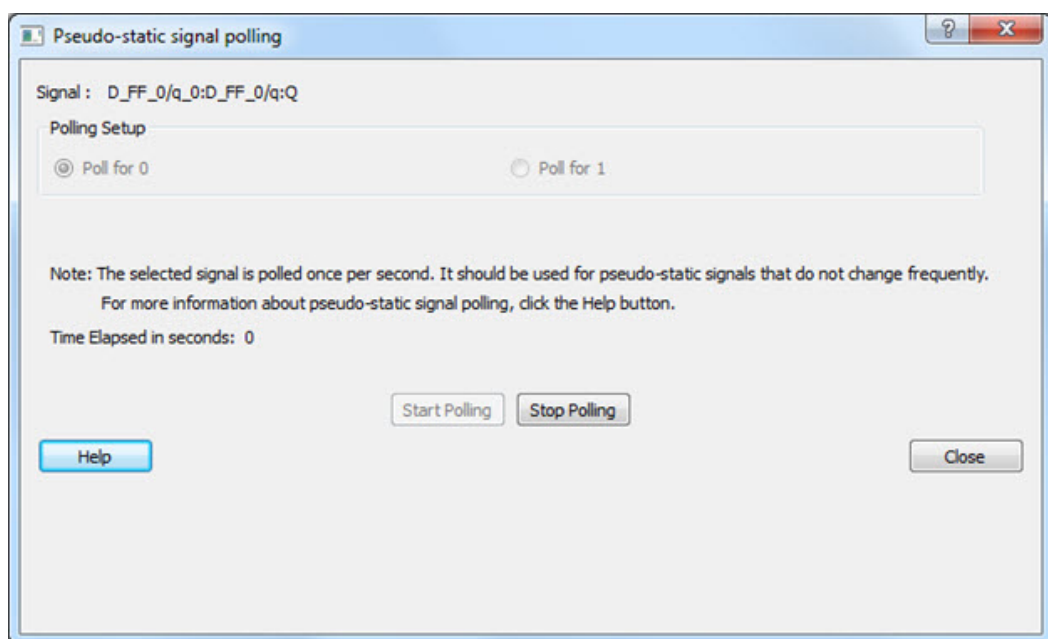 Pseudo-static signal polling
Signal : D_FF_0/q_0:D_FF_0/q:Q
Polling Setup
Poll for 0 Poll for 1
Note: The selected signal is polled once per second. It should be used for pseudo-static signals that do not change frequently.
For more information about pseudo-static signal polling, click the Help button.
Time Elapsed in seconds: 0
Start Polling Stop Polling
Help Close